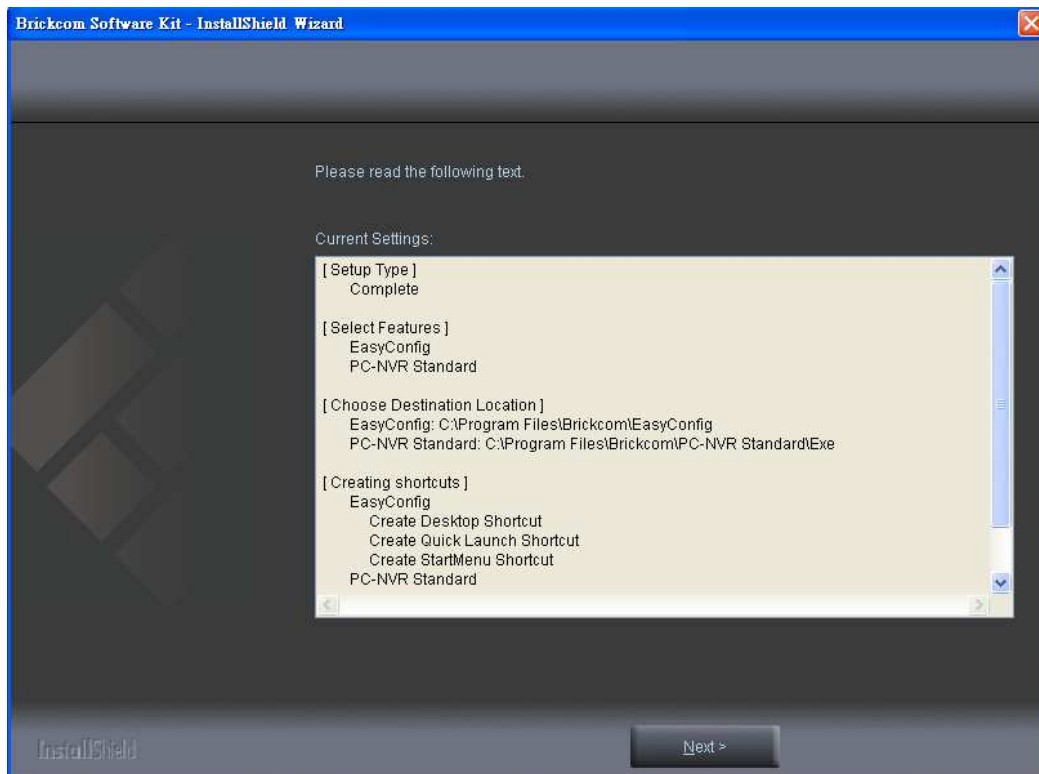 Brickcom Software Kit - InstallShield Wizard
Please read the following text.
Current Settings:
[ Setup Type ]
Complete
[ Select Features ]
EasyConfig
PC-NVR Standard
[ Choose Destination Location ]
EasyConfig: C:\Program Files\Brickcom\EasyConfig
PC-NVR Standard: C:\Program Files\Brickcom\PC-NVR Standard\Exe
[ Creating shortcuts ]
EasyConfig
Create Desktop Shortcut
Create Quick Launch Shortcut
Create StartMenu Shortcut
PC-NVR Standard
InstallShield
Next >